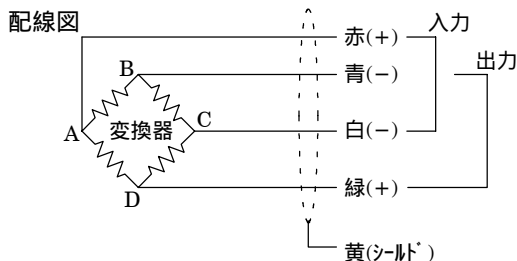 配線図
赤(+) 入力
青(-) 出力
B
A 変換器 C
白(-)
D
緑(+)
黄(ｼｰﾙﾄﾞ)